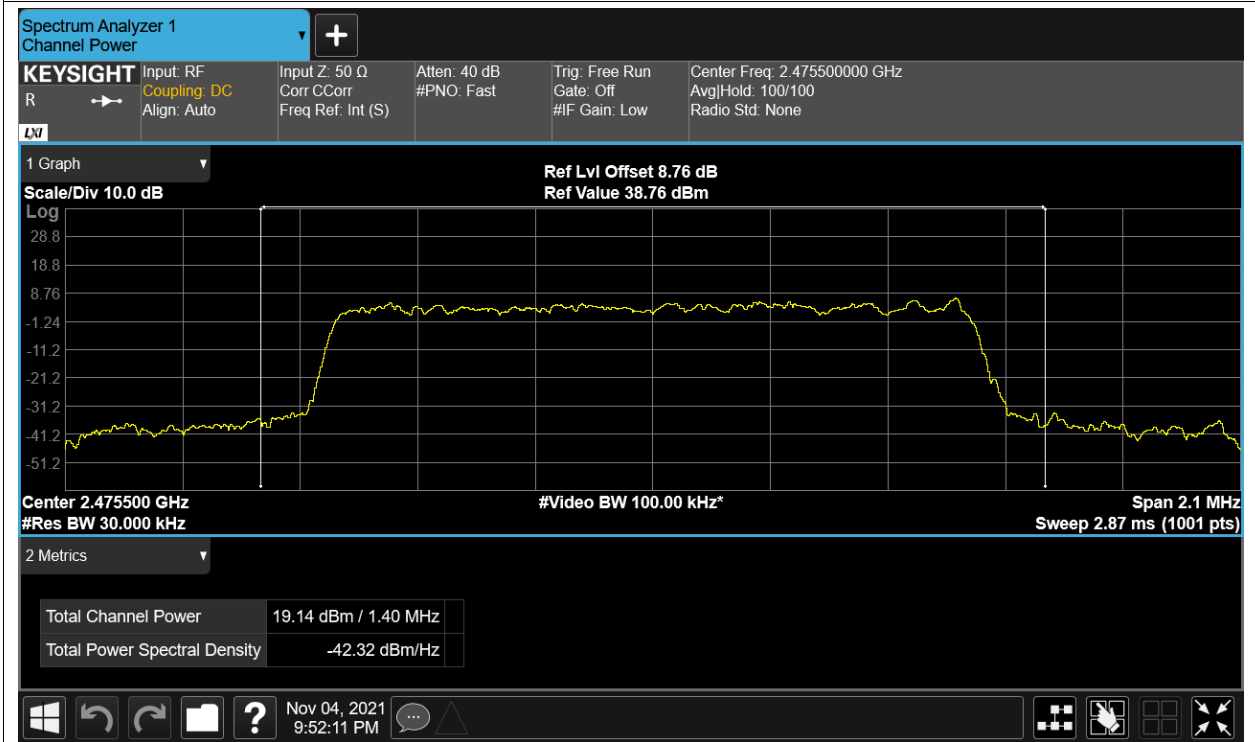 Spectrum Analyzer 1
Channel Power
KEYSIGHT
R
LXI
Input: RF
Coupling: DC
Align: Auto
Input Z: 50 Ω
Corr CCorr
Freq Ref: Int (S)
Atten: 40 dB
#PNO: Fast
Trig: Free Run
Gate: Off
#IF Gain: Low
Center Freq: 2.475500000 GHz
Avg|Hold: 100/100
Radio Std: None
1 Graph
Scale/Div 10.0 dB
Ref Lvl Offset 8.76 dB
Ref Value 38.76 dBm
Log
28.8
18.8
8.76
-1.24
-11.2
-21.2
-31.2
-41.2
-51.2
Center 2.475500 GHz
#Video BW 100.00 kHz*
Span 2.1 MHz
#Res BW 30.000 kHz
Sweep 2.87 ms (1001 pts)
2 Metrics
Total Channel Power 19.14 dBm / 1.40 MHz
Total Power Spectral Density -42.32 dBm/Hz
?
Nov 04, 2021
9:52:11 PM